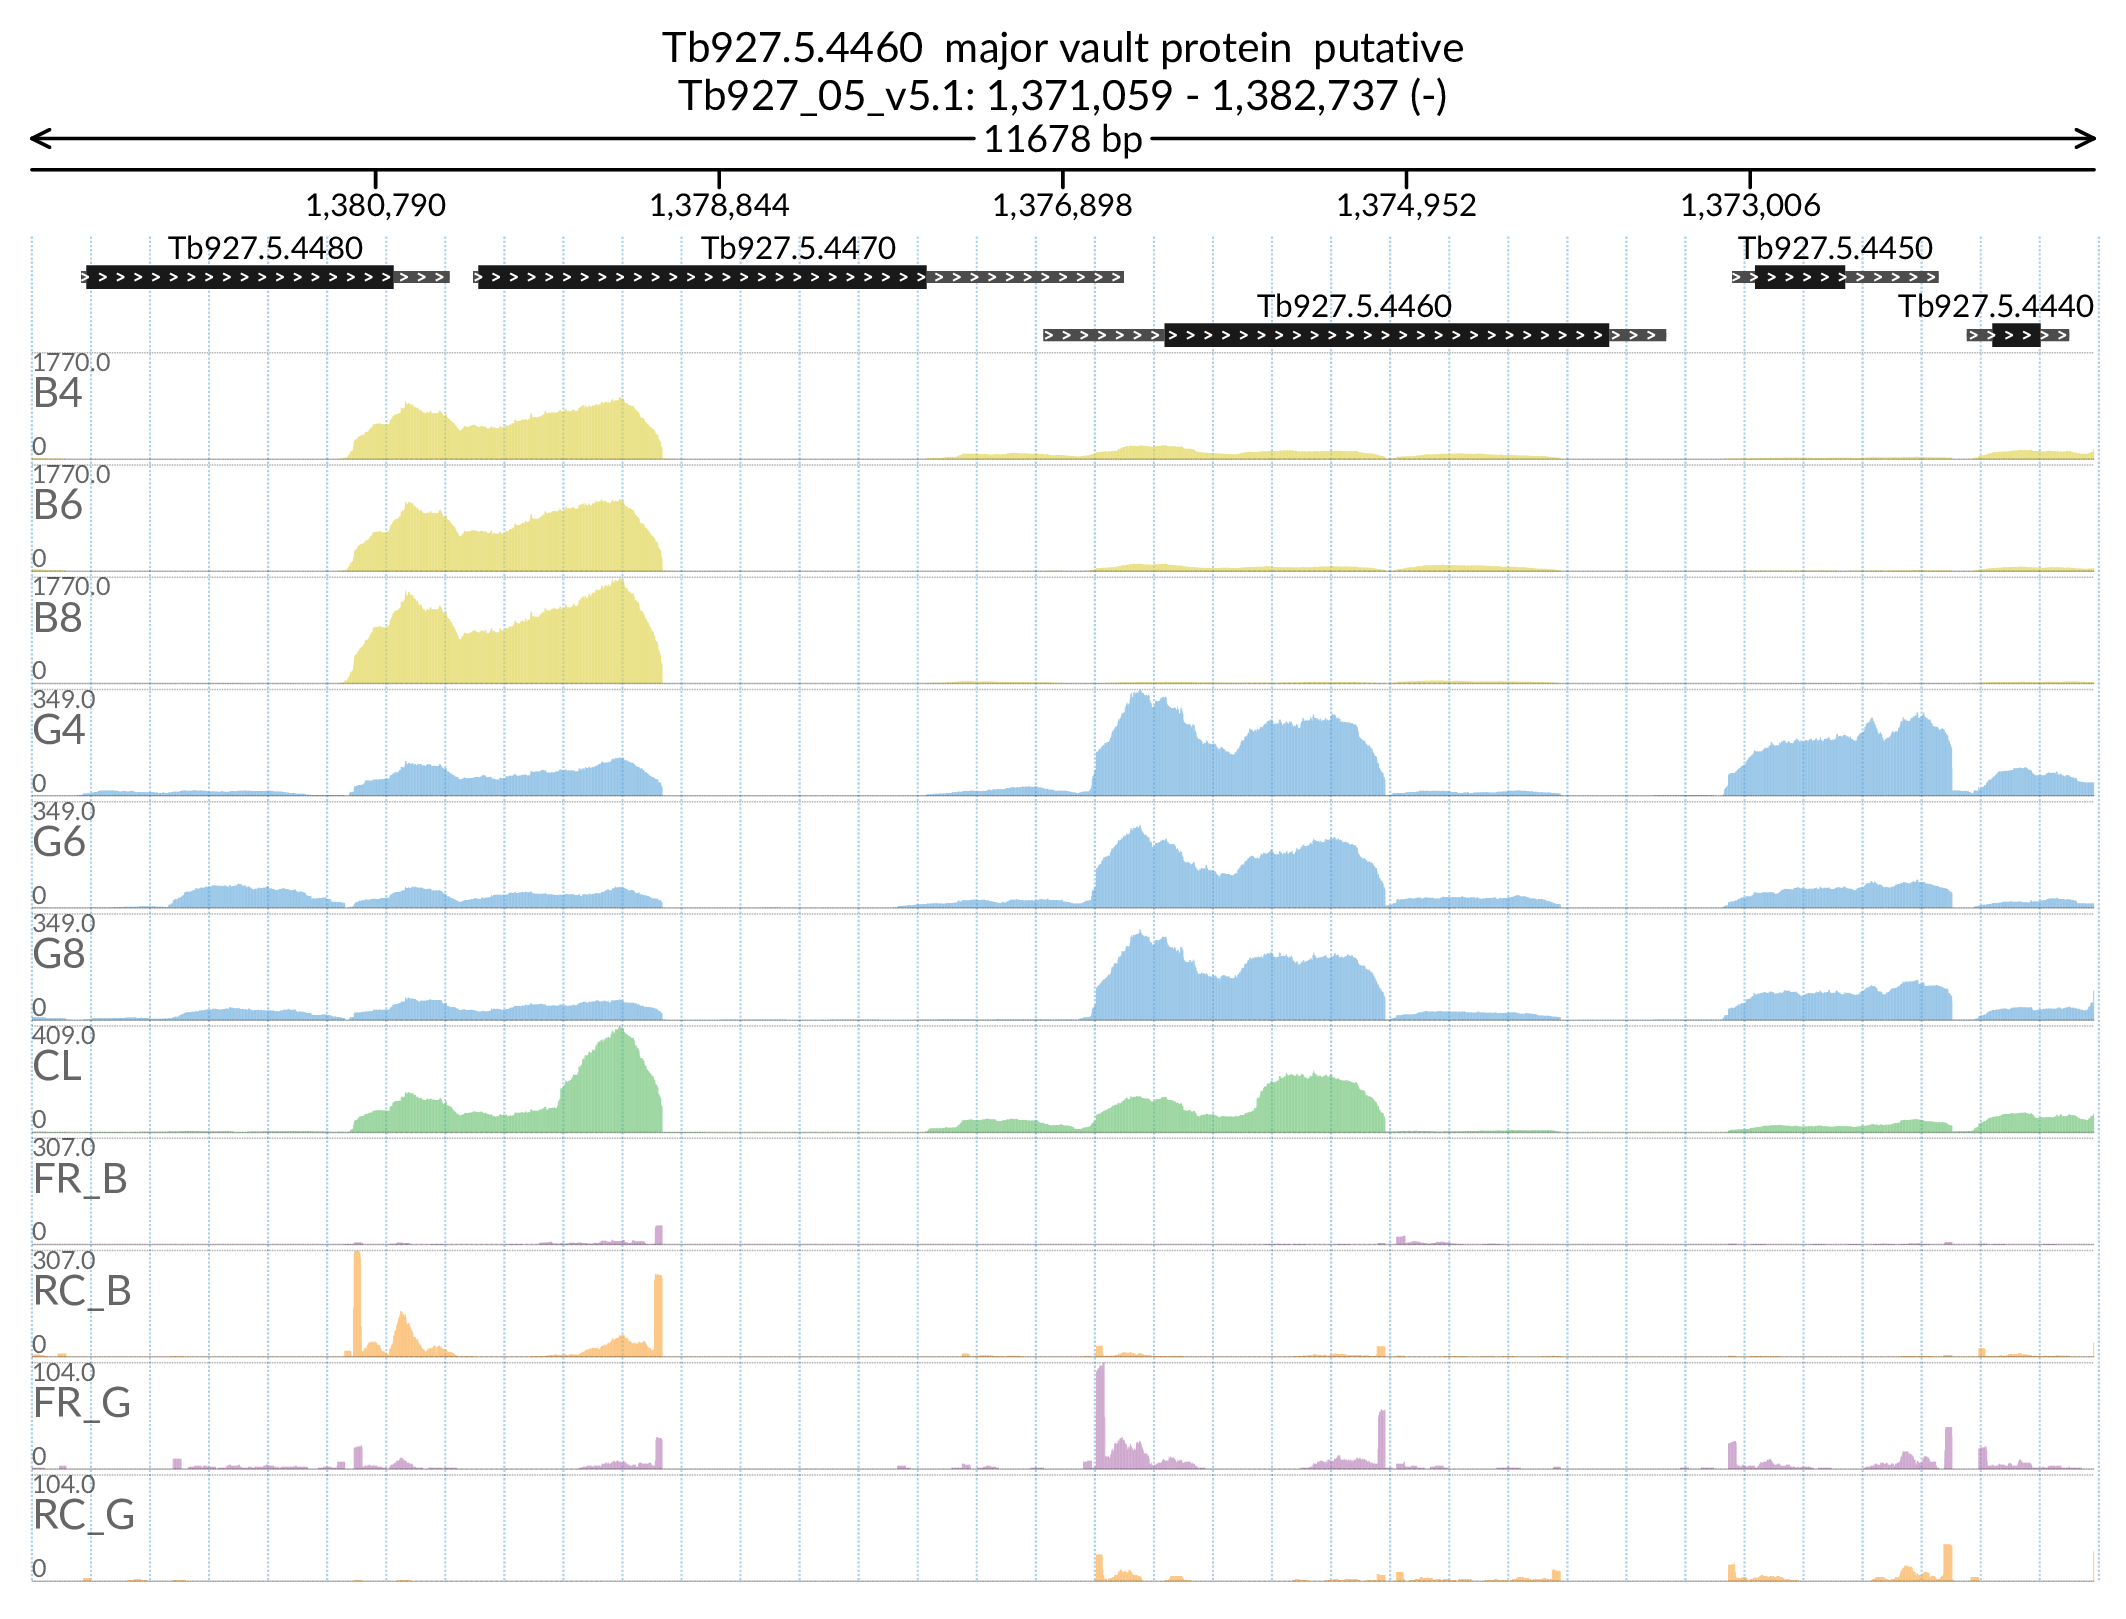 Tb927.5.4460  major vault protein  putative
Tb927_05_v5.1: 1,371,059 - 1,382,737 (-)
11678 bp
1,380,790 1,378,844 1,376,898 1,374,952 1,373,006
Tb927.5.4480 Tb927.5.4470 Tb927.5.4450
Tb927.5.4460 Tb927.5.4440
1770.0
B4
0
1770.0
B6
0
1770.0
B8
0
349.0
G4
0
349.0
G6
0
349.0
G8
0
409.0
CL
0
307.0
FR_B
0
307.0
RC_B
0
104.0
FR_G
0
104.0
RC_G
0